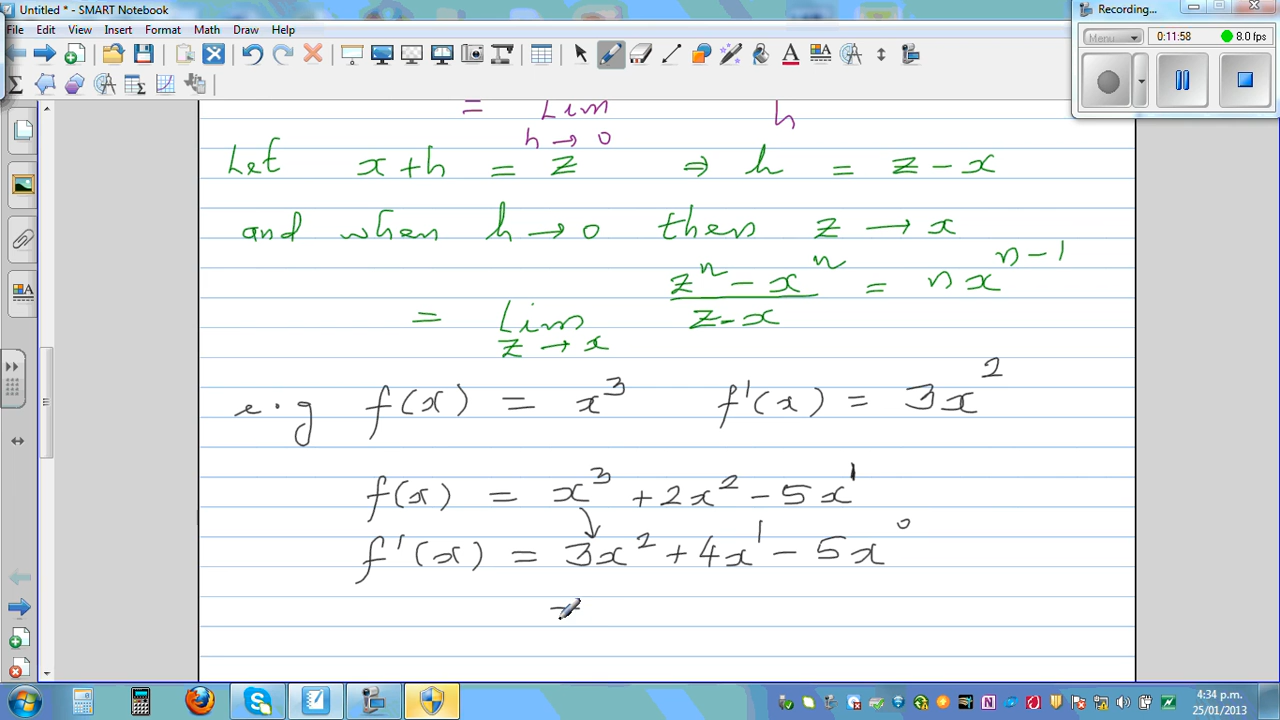 Untitled * - SMART Notebook
File Edit View Insert Format Math Draw Help
Recording...
Menu 0:11:58 8.0 fps
= Lim h
h → 0
Let x+h = z ⇒ h = z − x
and when h → 0 then z → x
= Lim z^n − x^n / z − x = n x^(n−1)
z → x
e.g f(x) = x^3 f'(x) = 3x^2
f(x) = x^3 + 2x^2 − 5x^1
f'(x) = 3x^2 + 4x^1 − 5x^0
4:34 p.m.
25/01/2013